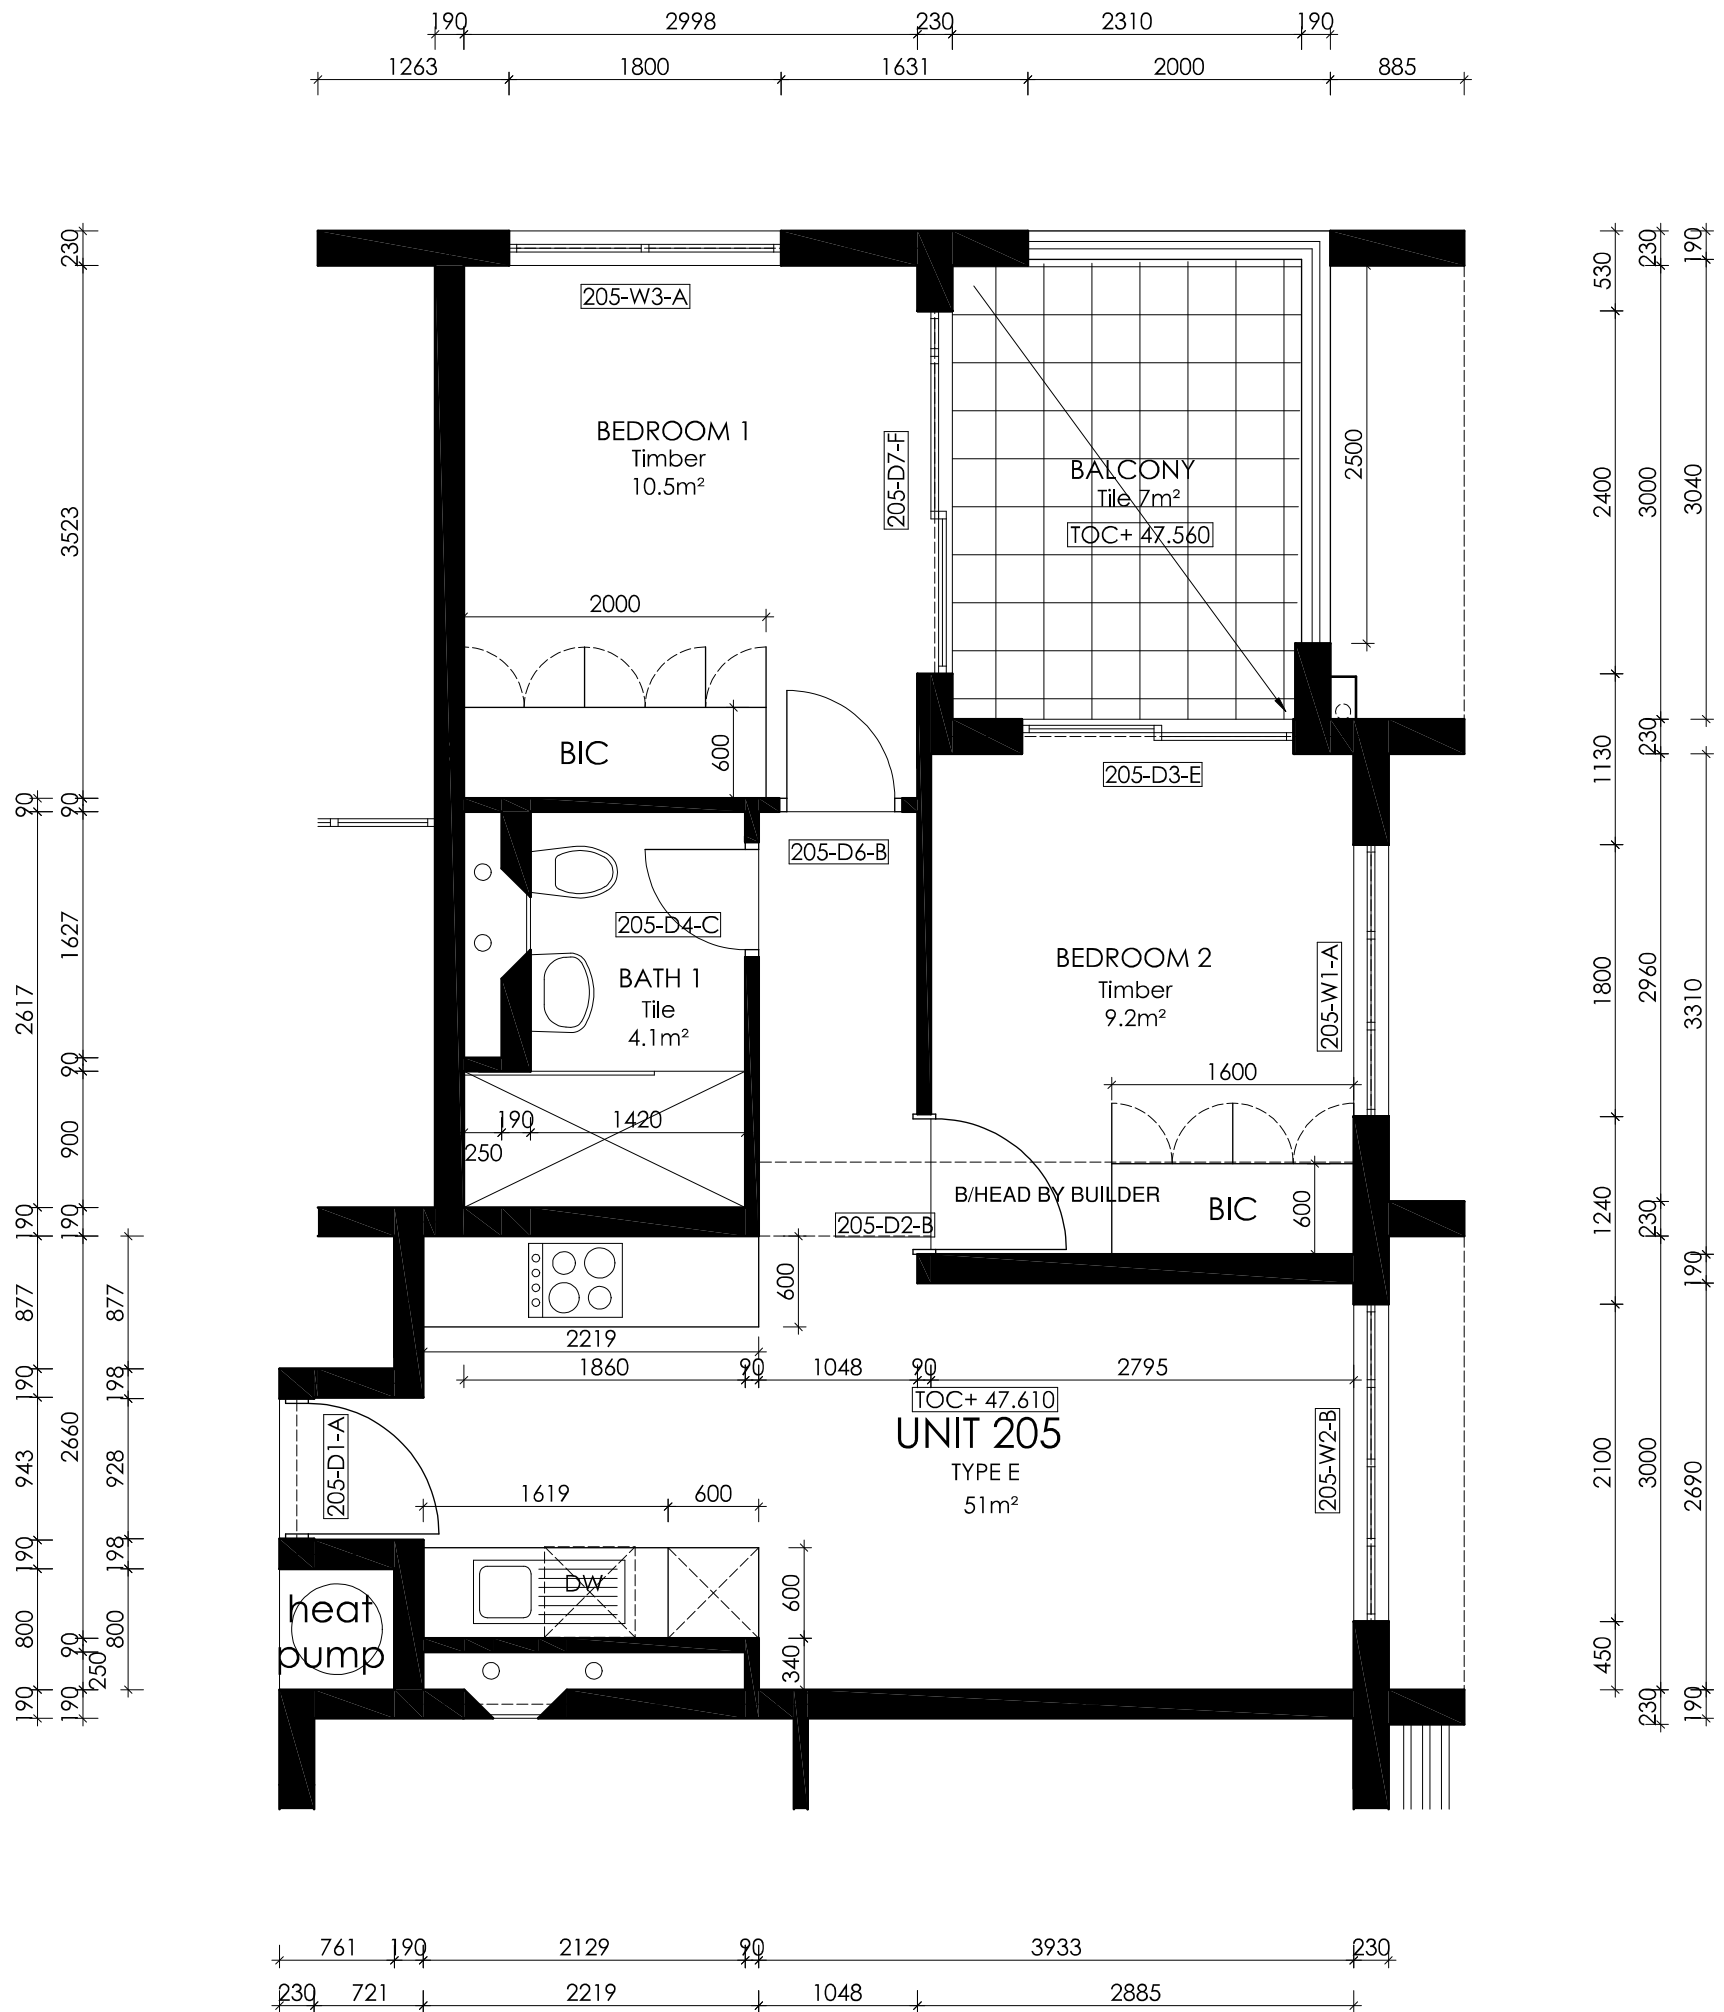 190 2998 230 2310 190
1263 1800 1631 2000 885
230
3523
90
1627
90
900
190
2660
90
190
90
2617
190
877
190
943
190
800
190
877
198
928
198
800
250
205-W3-A
BEDROOM 1
Timber
10.5m²
205-D7-F
BALCONY
Tile 7m²
TOC+ 47.560
2500
2000
BIC
600
205-D3-E
205-D6-B
205-D4-C
BATH 1
Tile
4.1m²
190 1420
250
BEDROOM 2
Timber
9.2m²
205-W1-A
1600
B/HEAD BY BUILDER
BIC
600
205-D2-B
600
2219
1860 90 1048 90 2795
TOC+ 47.610
UNIT 205
TYPE E
51m²
205-D1-A
205-W2-B
1619 600
DW
600
340
heat
pump
530
2400
1130
1800
1240
2100
450
230
3000
230
2960
230
3000
230
190
3040
3310
190
2690
190
761 190 2129 90 3933 230
230 721 2219 1048 2885